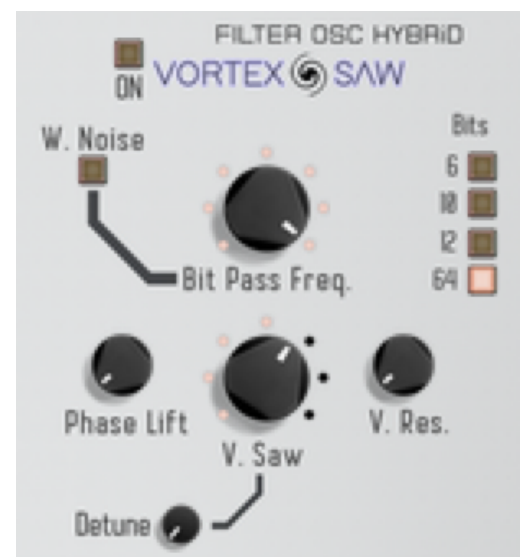 FILTER OSC HYBRiD
VORTEX SAW
ON
W. Noise
Bits
6
10
12
64
Bit Pass Freq.
Phase Lift
V. Res.
V. Saw
Detune